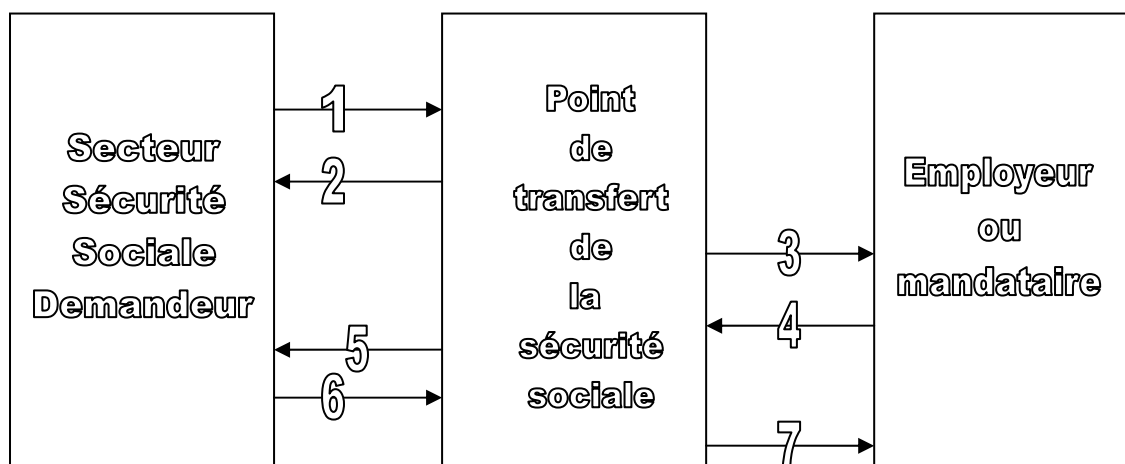 Secteur
Sécurité
Sociale
Demandeur
1
2
5
6
Point
de
transfert
de
la
sécurité
sociale
3
4
7
Employeur
ou
mandataire